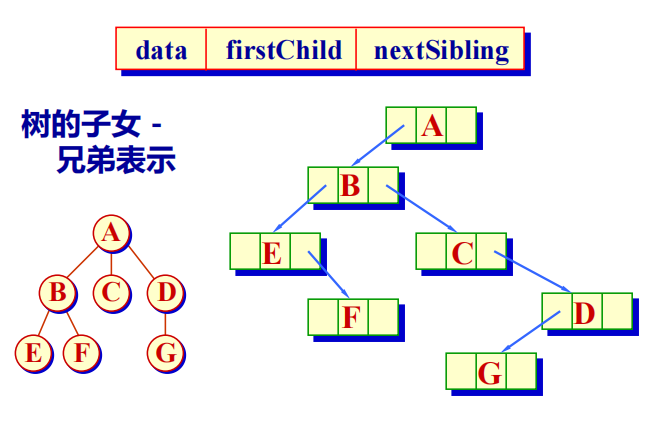 data firstChild nextSibling
树的子女 -
兄弟表示
A
B
E
C
F
D
G
A
B C D
E F G